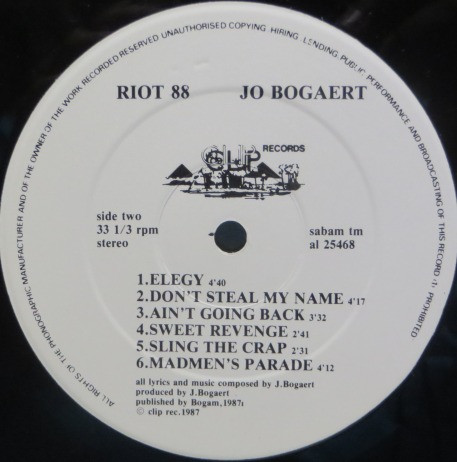 ALL RIGHTS OF THE PHONOGRAPHIC MANUFACTURER AND OF THE OWNER OF THE WORK RECORDED RESERVED UNAUTHORISED COPYING . HIRING . LENDING . PUBLIC PERFORMANCE AND BROADCASTING OF THIS RECORD PROHIBITED
RIOT 88 JO BOGAERT
CLIP RECORDS
side two
33 1/3 rpm
stereo
sabam tm
al 25468
1.ELEGY 4'40
2.DON'T STEAL MY NAME 4'17
3.AIN'T GOING BACK 3'32
4.SWEET REVENGE 2'41
5.SLING THE CRAP 2'31
6.MADMEN'S PARADE 4'12
all lyrics and music composed by J.Bogaert
produced by J.Bogaert
published by Bogam,1987
© clip rec.1987